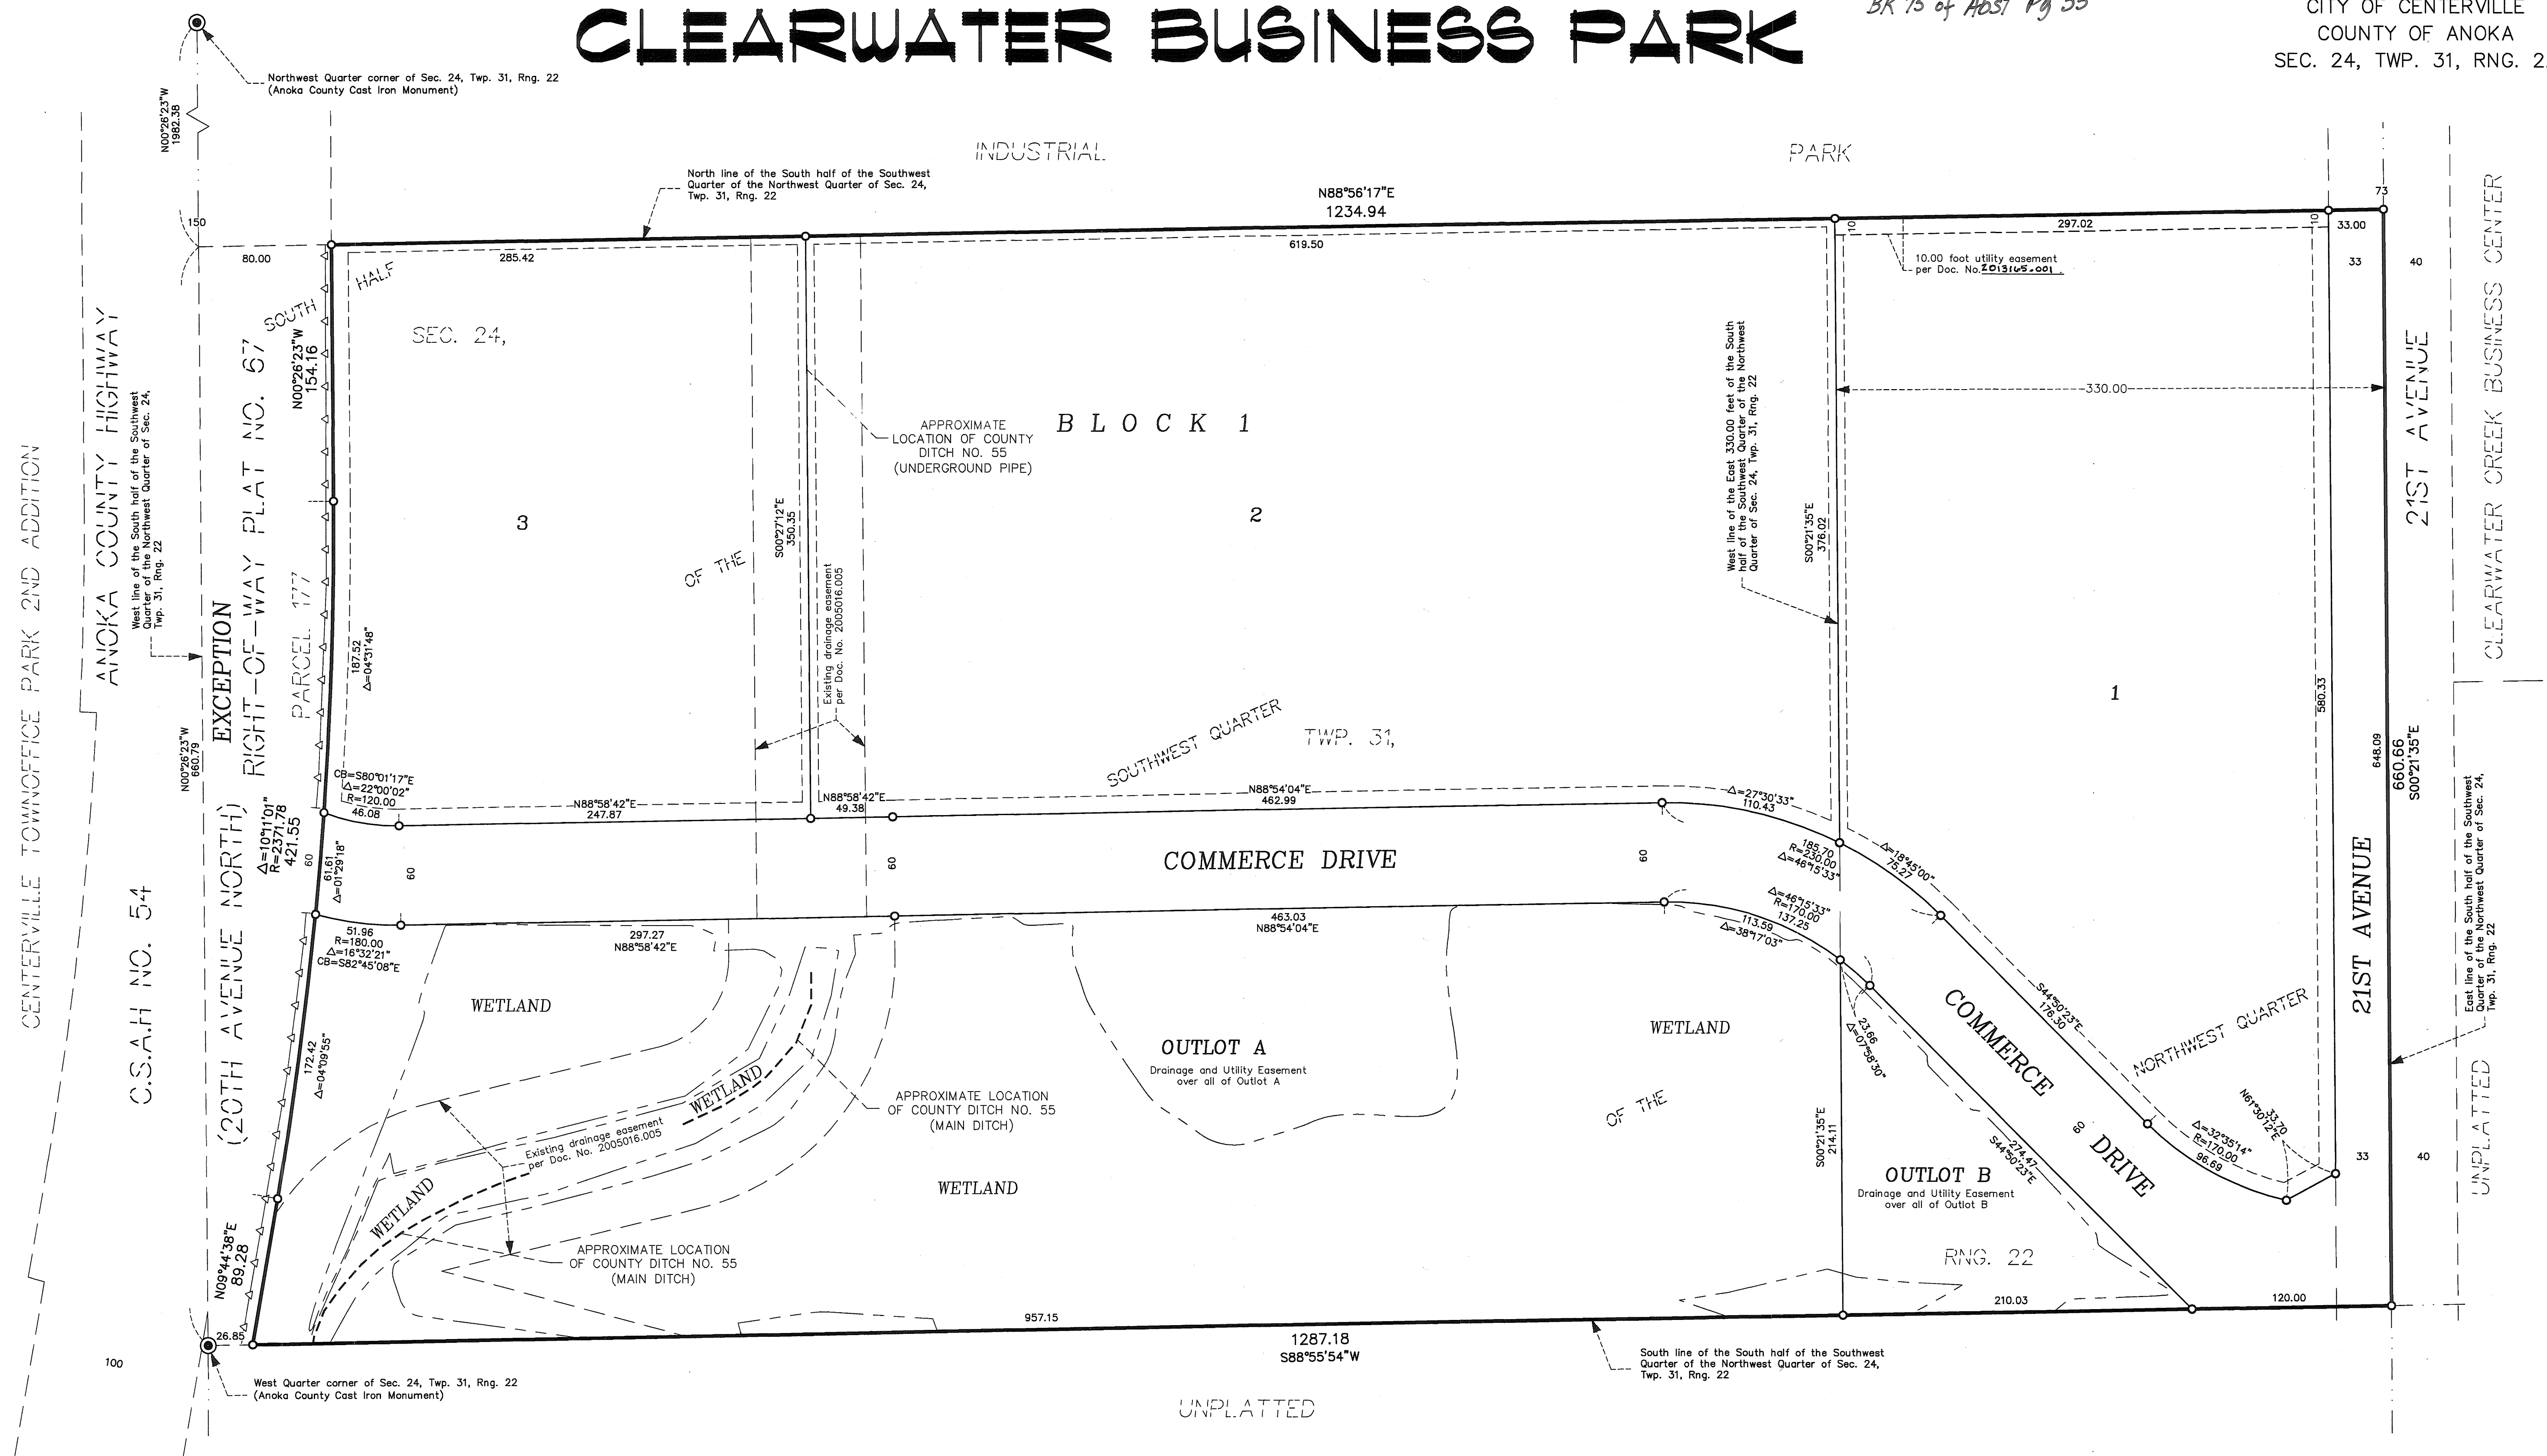 CLEARWATER BUSINESS PARK
BK 73 of Abst Pg 55
CITY OF CENTERVILLE
COUNTY OF ANOKA
SEC. 24, TWP. 31, RNG. 2
Northwest Quarter corner of Sec. 24, Twp. 31, Rng. 22
(Anoka County Cast Iron Monument)
N00°26'23"W
1982.38
INDUSTRIAL
PARK
North line of the South half of the Southwest
Quarter of the Northwest Quarter of Sec. 24,
Twp. 31, Rng. 22
N88°56'17"E
1234.94
150
80.00
285.42
619.50
10
297.02
10
33.00
73
33
40
10.00 foot utility easement
per Doc. No. 2013165.001
SOUTH
HALF
SEC. 24,
N00°26'23"W
154.16
CENTERVILLE TOWNOFFICE PARK 2ND ADDITION
ANOKA COUNTY HIGHWAY
West line of the South half of the Southwest
Quarter of the Northwest Quarter of Sec. 24,
Twp. 31, Rng. 22
EXCEPTION
RIGHT-OF-WAY PLAT NO. 67
PARCEL 177
187.52
Δ=04°31'48"
N00°26'23"W
660.79
3
OF THE
S00°27'12"E
350.35
APPROXIMATE
LOCATION OF COUNTY
DITCH NO. 55
(UNDERGROUND PIPE)
Existing drainage easement
per Doc. No. 2005016.005
BLOCK 1
2
SOUTHWEST QUARTER
TWP. 31,
West line of the East 330.00 feet of the South
half of the Southwest Quarter of the Northwest
Quarter of Sec. 24, Twp. 31, Rng. 22
S00°21'35"E
376.02
330.00
1
580.33
648.09
660.66
S00°21'35"E
21ST AVENUE
CLEARWATER CREEK BUSINESS CENTER
21ST AVENUE
East line of the South half of the Southwest
Quarter of the Northwest Quarter of Sec. 24,
Twp. 31, Rng. 22
UNPLATTED
CB=S80°01'17"E
Δ=22°00'02"
R=120.00
46.08
N88°58'42"E
247.87
N88°58'42"E
49.38
N88°54'04"E
462.99
Δ=27°30'33"
110.43
185.70
R=230.00
Δ=46°15'33"
Δ=18°45'00"
75.27
Δ=10°11'01"
R=2371.78
421.55
60
61.61
Δ=01°29'18"
60
60
COMMERCE DRIVE
60
C.S.A.H NO. 54
(20TH AVENUE NORTH)
51.96
R=180.00
Δ=16°32'21"
CB=S82°45'08"E
297.27
N88°58'42"E
463.03
N88°54'04"E
Δ=46°15'33"
R=170.00
137.25
113.59
Δ=38°17'03"
23.66
Δ=07°58'30"
S44°50'23"E
176.30
COMMERCE
60
DRIVE
NORTHWEST QUARTER
Δ=32°35'14"
R=170.00
96.69
33.70
N61°30'12"E
33
40
172.42
Δ=04°09'55"
WETLAND
WETLAND
WETLAND
Existing drainage easement
per Doc. No. 2005016.005
APPROXIMATE LOCATION
OF COUNTY DITCH NO. 55
(MAIN DITCH)
WETLAND
OUTLOT A
Drainage and Utility Easement
over all of Outlot A
WETLAND
OF THE
S00°21'35"E
214.11
274.47
S44°50'23"E
OUTLOT B
Drainage and Utility Easement
over all of Outlot B
RNG. 22
APPROXIMATE LOCATION
OF COUNTY DITCH NO. 55
(MAIN DITCH)
N09°44'38"E
89.28
26.85
957.15
1287.18
S88°55'54"W
210.03
120.00
100
West Quarter corner of Sec. 24, Twp. 31, Rng. 22
(Anoka County Cast Iron Monument)
South line of the South half of the Southwest
Quarter of the Northwest Quarter of Sec. 24,
Twp. 31, Rng. 22
UNPLATTED